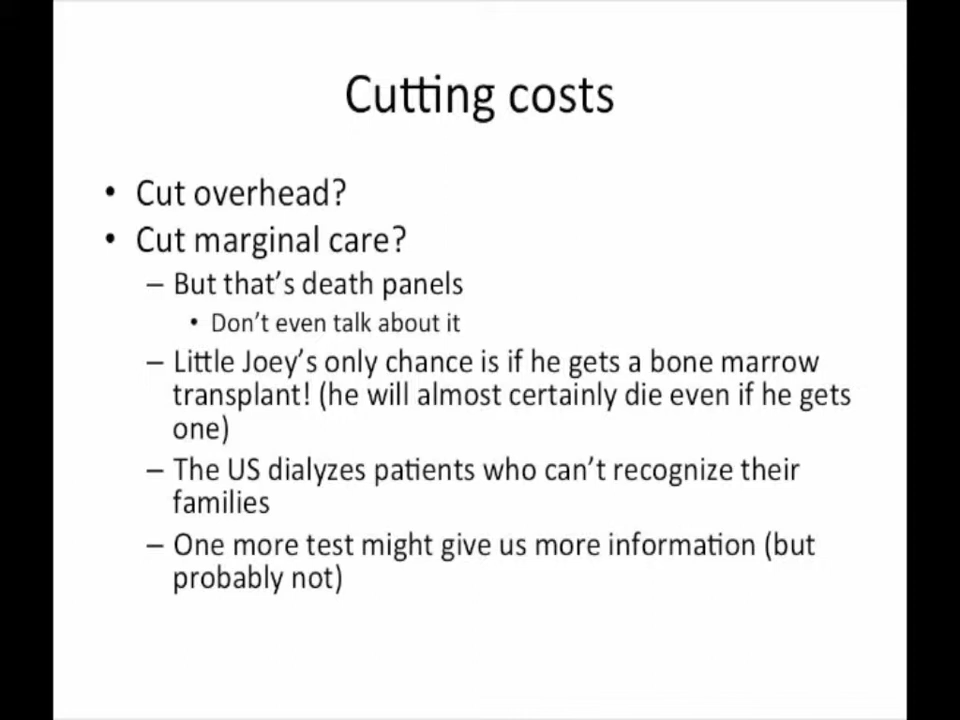 Cutting costs
• Cut overhead?
• Cut marginal care?
– But that's death panels
• Don't even talk about it
– Little Joey's only chance is if he gets a bone marrow
transplant! (he will almost certainly die even if he gets
one)
– The US dialyzes patients who can't recognize their
families
– One more test might give us more information (but
probably not)